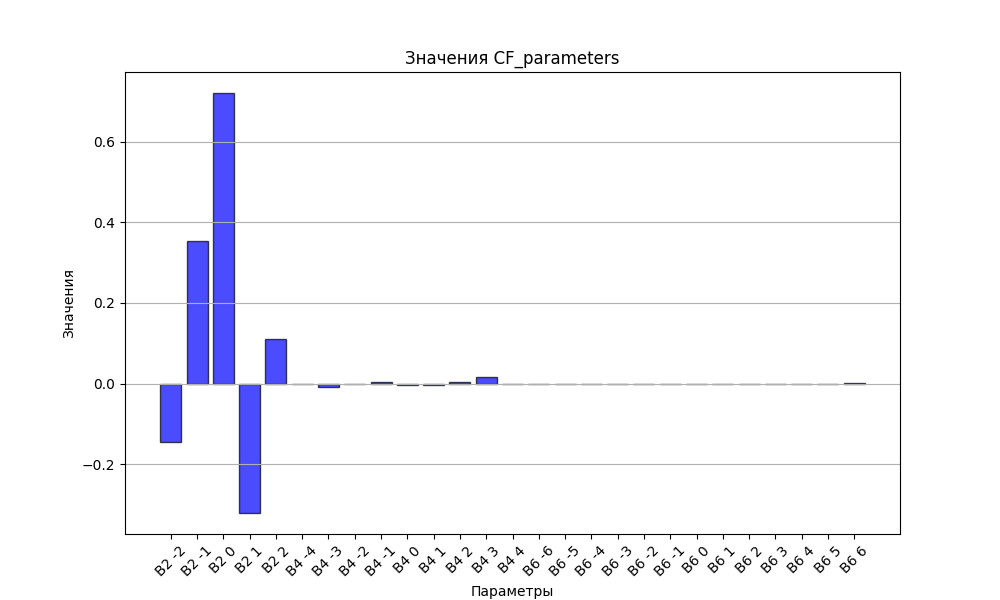 Значения CF_parameters
Значения
0.6
0.4
0.2
0.0
−0.2
B2 -2
B2 -1
B2 0
B2 1
B2 2
B4 -4
B4 -3
B4 -2
B4 -1
B4 0
B4 1
B4 2
B4 3
B4 4
B6 -6
B6 -5
B6 -4
B6 -3
B6 -2
B6 -1
B6 0
B6 1
B6 2
B6 3
B6 4
B6 5
B6 6
Параметры